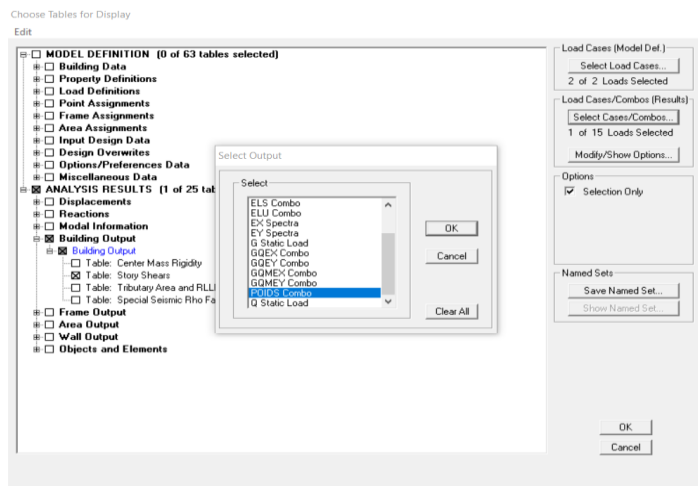 Choose Tables for Display
Edit
MODEL DEFINITION (0 of 63 tables selected)
Building Data
Property Definitions
Load Definitions
Point Assignments
Frame Assignments
Area Assignments
Input Design Data
Design Overwrites
Options/Preferences Data
Miscellaneous Data
ANALYSIS RESULTS (1 of 25 tab
Displacements
Reactions
Modal Information
Building Output
Building Output
Table: Center Mass Rigidity
Table: Story Shears
Table: Tributary Area and RLL
Table: Special Seismic Rho Fa
Frame Output
Area Output
Wall Output
Objects and Elements
Select Output
Select
ELS Combo
ELU Combo
EX Spectra
EY Spectra
G Static Load
GQEX Combo
GQEY Combo
GQMEX Combo
GQMEY Combo
POIDS Combo
Q Static Load
OK
Cancel
Clear All
Load Cases (Model Def.)
Select Load Cases...
2 of 2 Loads Selected
Load Cases/Combos (Results)
Select Cases/Combos...
1 of 15 Loads Selected
Modify/Show Options...
Options
Selection Only
Named Sets
Save Named Set...
Show Named Set...
OK
Cancel